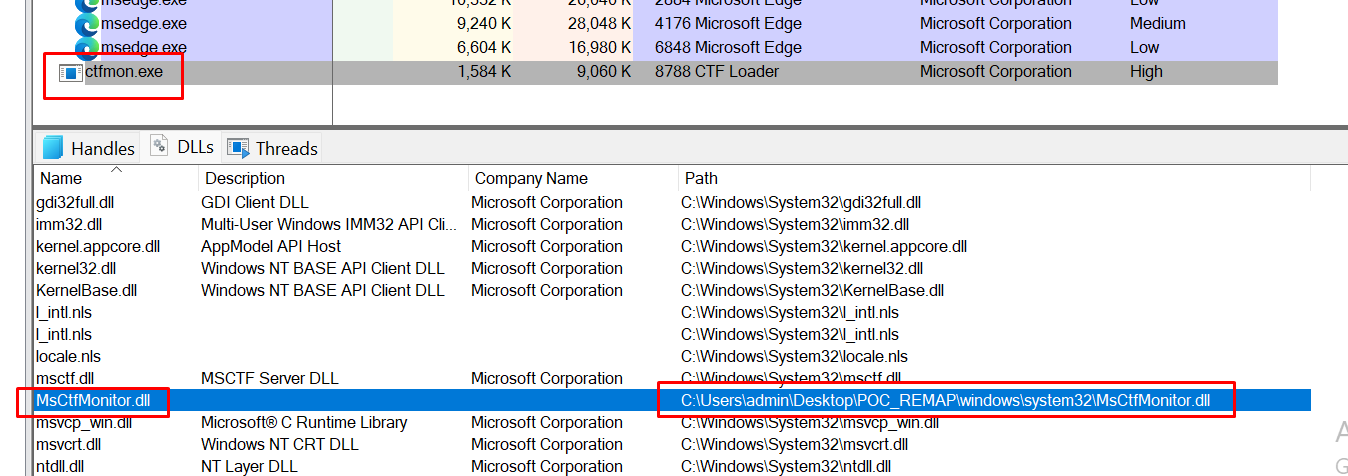 msedge.exe 10,532 K 26,040 K 2884 Microsoft Edge Microsoft Corporation Low
msedge.exe 9,240 K 28,048 K 4176 Microsoft Edge Microsoft Corporation Medium
msedge.exe 6,604 K 16,980 K 6848 Microsoft Edge Microsoft Corporation Low
ctfmon.exe 1,584 K 9,060 K 8788 CTF Loader Microsoft Corporation High
Handles DLLs Threads
Name Description Company Name Path
gdi32full.dll GDI Client DLL Microsoft Corporation C:\Windows\System32\gdi32full.dll
imm32.dll Multi-User Windows IMM32 API Cli... Microsoft Corporation C:\Windows\System32\imm32.dll
kernel.appcore.dll AppModel API Host Microsoft Corporation C:\Windows\System32\kernel.appcore.dll
kernel32.dll Windows NT BASE API Client DLL Microsoft Corporation C:\Windows\System32\kernel32.dll
KernelBase.dll Windows NT BASE API Client DLL Microsoft Corporation C:\Windows\System32\KernelBase.dll
l_intl.nls C:\Windows\System32\l_intl.nls
l_intl.nls C:\Windows\System32\l_intl.nls
locale.nls C:\Windows\System32\locale.nls
msctf.dll MSCTF Server DLL Microsoft Corporation C:\Windows\System32\msctf.dll
MsCtfMonitor.dll C:\Users\admin\Desktop\POC_REMAP\windows\system32\MsCtfMonitor.dll
msvcp_win.dll Microsoft® C Runtime Library Microsoft Corporation C:\Windows\System32\msvcp_win.dll
msvcrt.dll Windows NT CRT DLL Microsoft Corporation C:\Windows\System32\msvcrt.dll
ntdll.dll NT Layer DLL Microsoft Corporation C:\Windows\System32\ntdll.dll